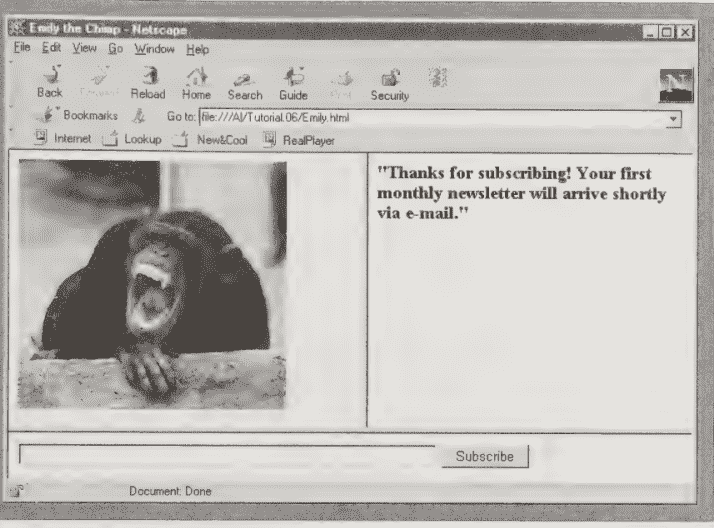 Emily the Chimp - Netscape
File Edit View Go Window Help
Back Forward Reload Home Search Guide Print Security
Bookmarks Go to: file:///A|/Tutorial.06/Emily.html
Internet Lookup New&Cool RealPlayer
N
"Thanks for subscribing! Your first
monthly newsletter will arrive shortly
via e-mail."
Subscribe
Document: Done